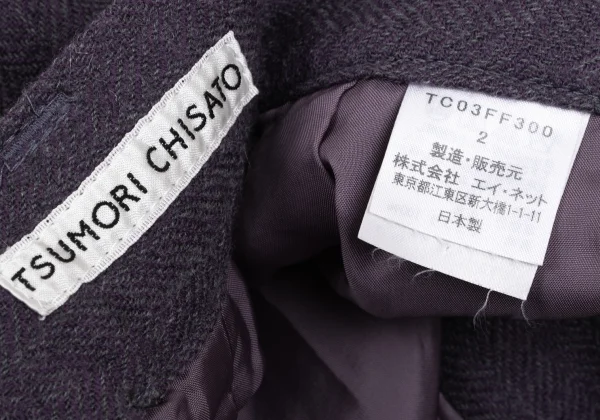 TSUMORI CHISATO
TC03FF300
2
製造・販売元
株式会社 エイ・ネット
東京都江東区新大橋1-1-11
日本製